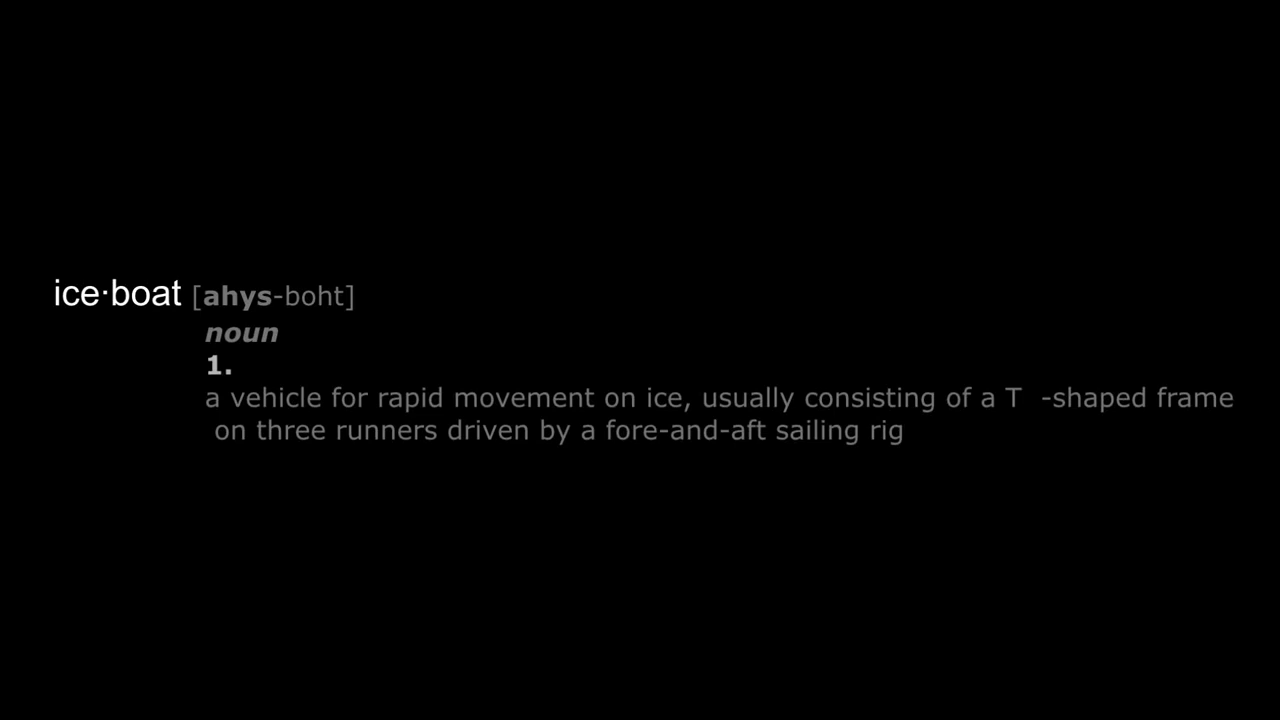 ice·boat [ahys-boht]
noun
1.
a vehicle for rapid movement on ice, usually consisting of a T -shaped frame
on three runners driven by a fore-and-aft sailing rig